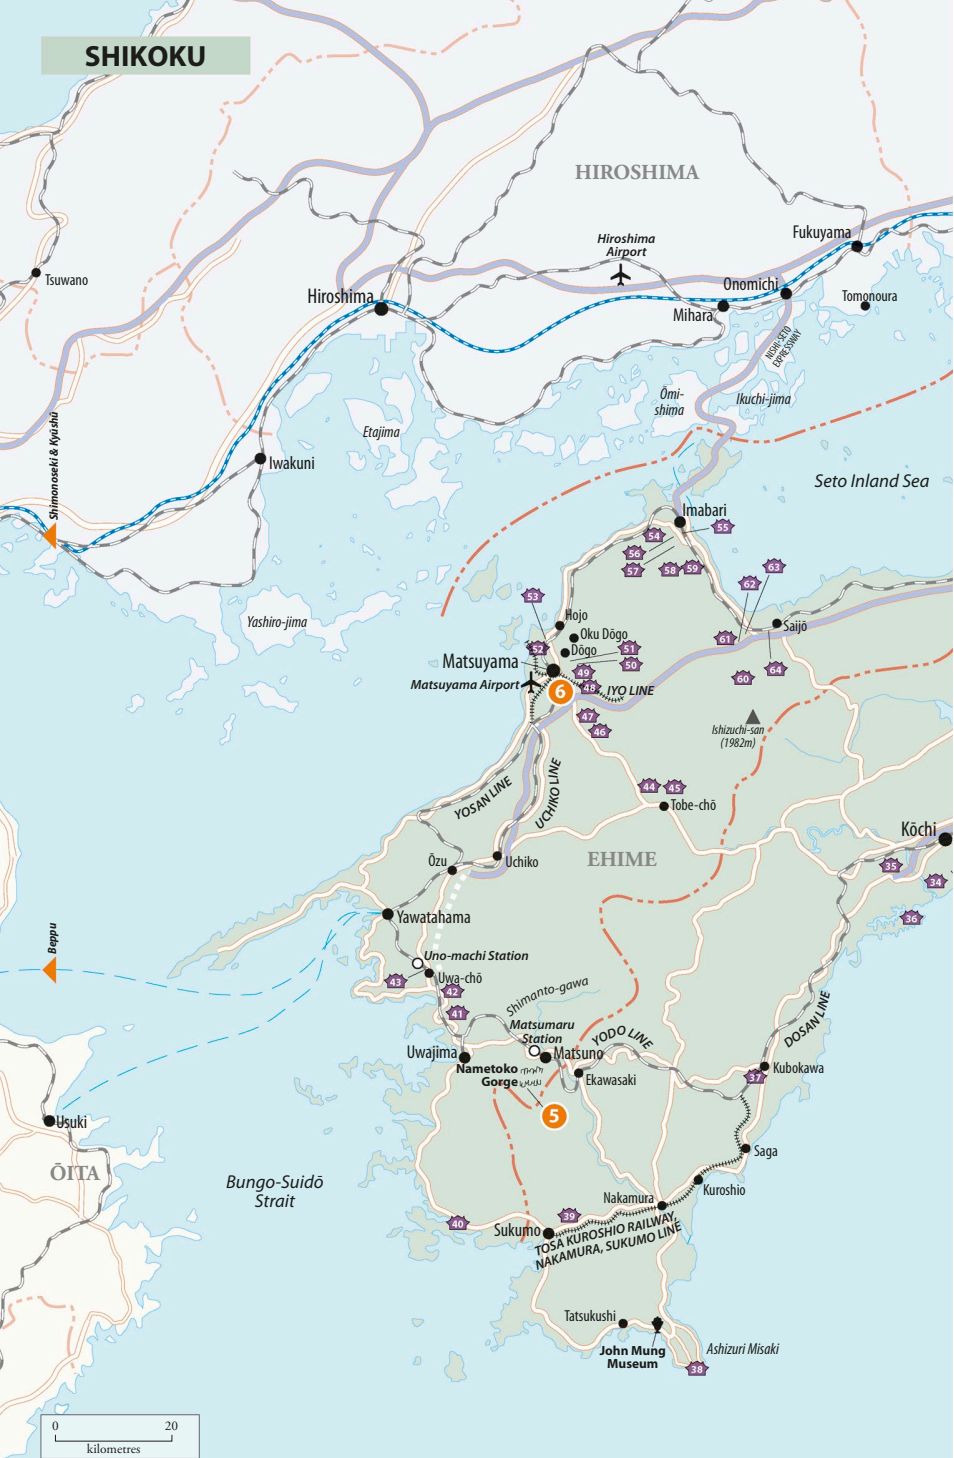 SHIKOKU
HIROSHIMA
Hiroshima
Airport
Fukuyama
Tsuwano
Onomichi
Tomonoura
Hiroshima
Mihara
NISHI-SETO
EXPRESSWAY
Ōmi-
shima
Ikuchi-jima
Etajima
Shimonoseki & Kyūshū
Iwakuni
Seto Inland Sea
Imabari
55
54
56
57
58
59
63
62
53
Yashiro-jima
Hojo
Saijō
Oku Dōgo
61
52
Dōgo
51
Matsuyama
50
64
49
60
Matsuyama Airport
48
IYO LINE
6
47
46
Ishizuchi-san
(1982m)
YOSAN LINE
UCHIKO LINE
44
45
Tobe-chō
Kōchi
Ōzu
Uchiko
EHIME
35
34
Yawatahama
36
Beppu
Uno-machi Station
43
Uwa-chō
42
41
Shimanto-gawa
DOSAN LINE
Matsumaru
Station
YODO LINE
Uwajima
Matsuno
Nametoko
Gorge
Ekawasaki
Kubokawa
37
5
Usuki
Saga
ŌITA
Bungo-Suidō
Strait
Kuroshio
Nakamura
40
39
Sukumo
TOSA KUROSHIO RAILWAY,
NAKAMURA, SUKUMO LINE
Tatsukushi
John Mung
Museum
Ashizuri Misaki
38
0
20
kilometres